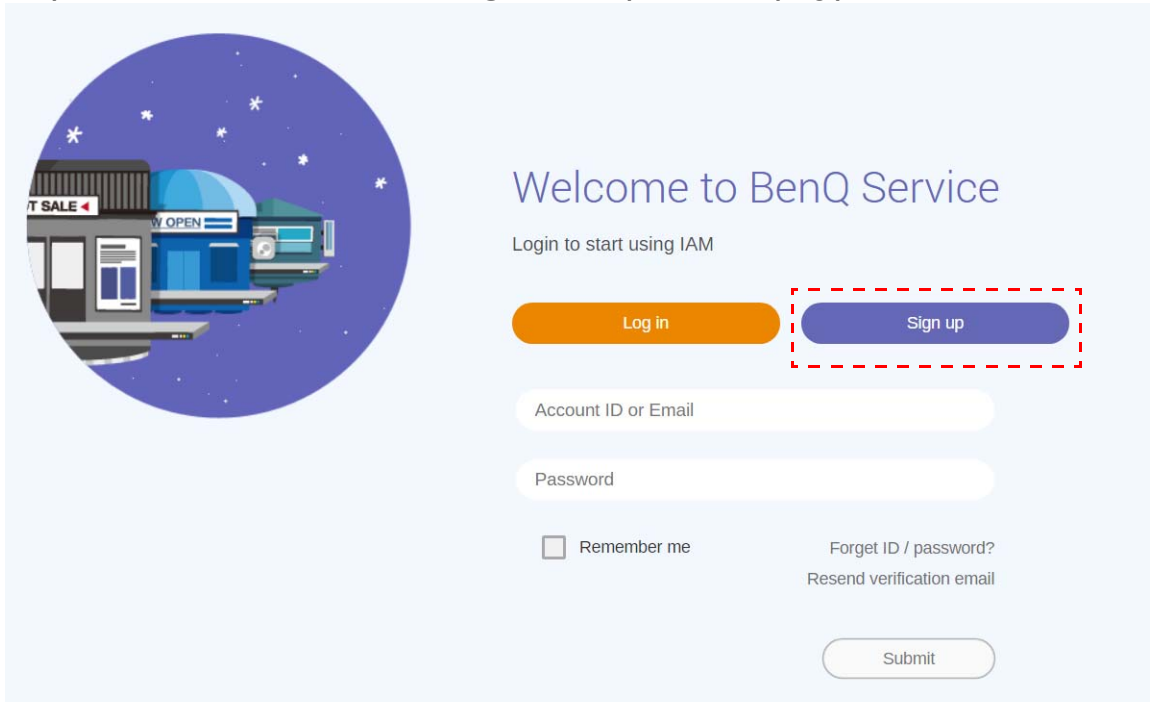 T SALE
W OPEN
Welcome to BenQ Service
Login to start using IAM
Log in
Sign up
Account ID or Email
Password
Remember me
Forget ID / password?
Resend verification email
Submit